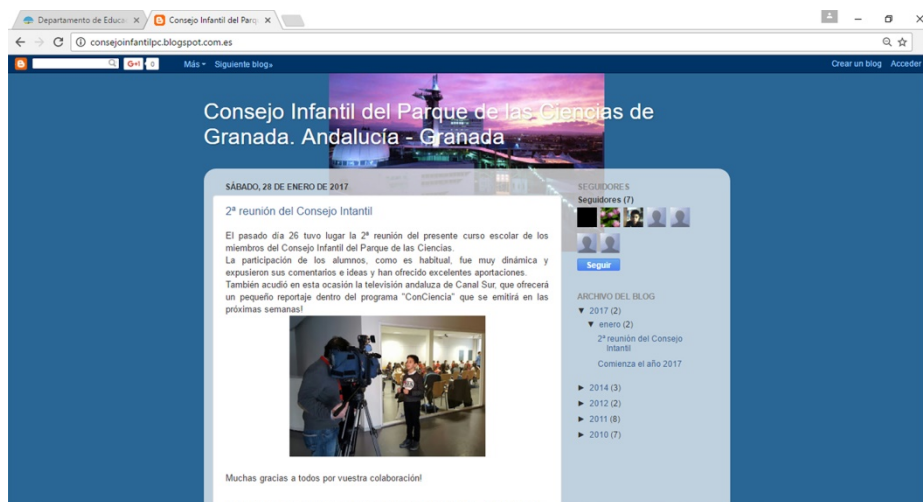 Departamento de Educac
Consejo Infantil del Parq
consejoinfantilpc.blogspot.com.es
G+1 0 Más Siguiente blog» Crear un blog Acceder
Consejo Infantil del Parque de las Ciencias de
Granada. Andalucía - Granada
SÁBADO, 28 DE ENERO DE 2017
2ª reunión del Consejo Intantil
El pasado día 26 tuvo lugar la 2ª reunión del presente curso escolar de los
miembros del Consejo Infantil del Parque de las Ciencias.
La participación de los alumnos, como es habitual, fue muy dinámica y
expusieron sus comentarios e ideas y han ofrecido excelentes aportaciones.
También acudió en esta ocasión la televisión andaluza de Canal Sur, que ofrecerá
un pequeño reportaje dentro del programa "ConCiencia" que se emitirá en las
próximas semanas!
Muchas gracias a todos por vuestra colaboración!
SEGUIDORES
Seguidores (7)
Seguir
ARCHIVO DEL BLOG
▼ 2017 (2)
▼ enero (2)
2ª reunión del Consejo
Intantil
Comienza el año 2017
► 2014 (3)
► 2012 (2)
► 2011 (8)
► 2010 (7)